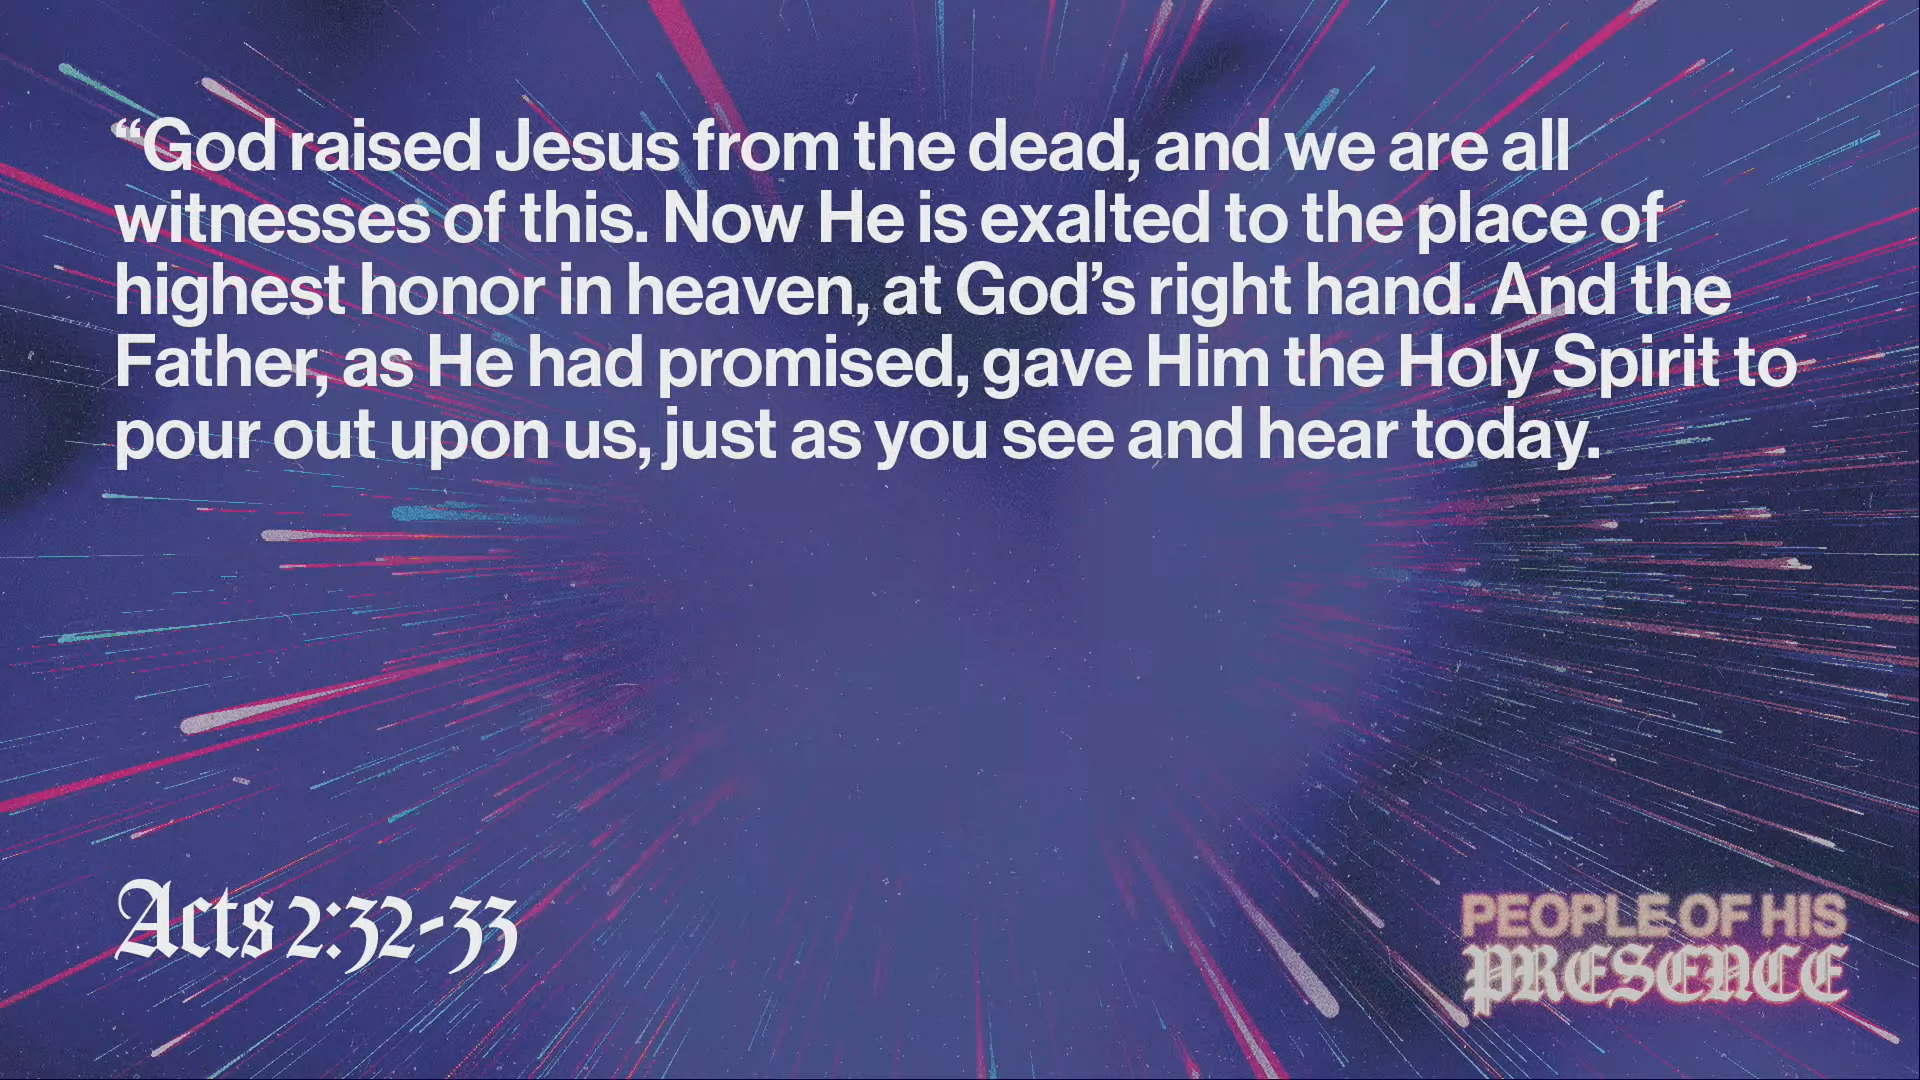 “God raised Jesus from the dead, and we are all
witnesses of this. Now He is exalted to the place of
highest honor in heaven, at God’s right hand. And the
Father, as He had promised, gave Him the Holy Spirit to
pour out upon us, just as you see and hear today.
Acts 2:32-33
PEOPLE OF HIS
PRESENCE